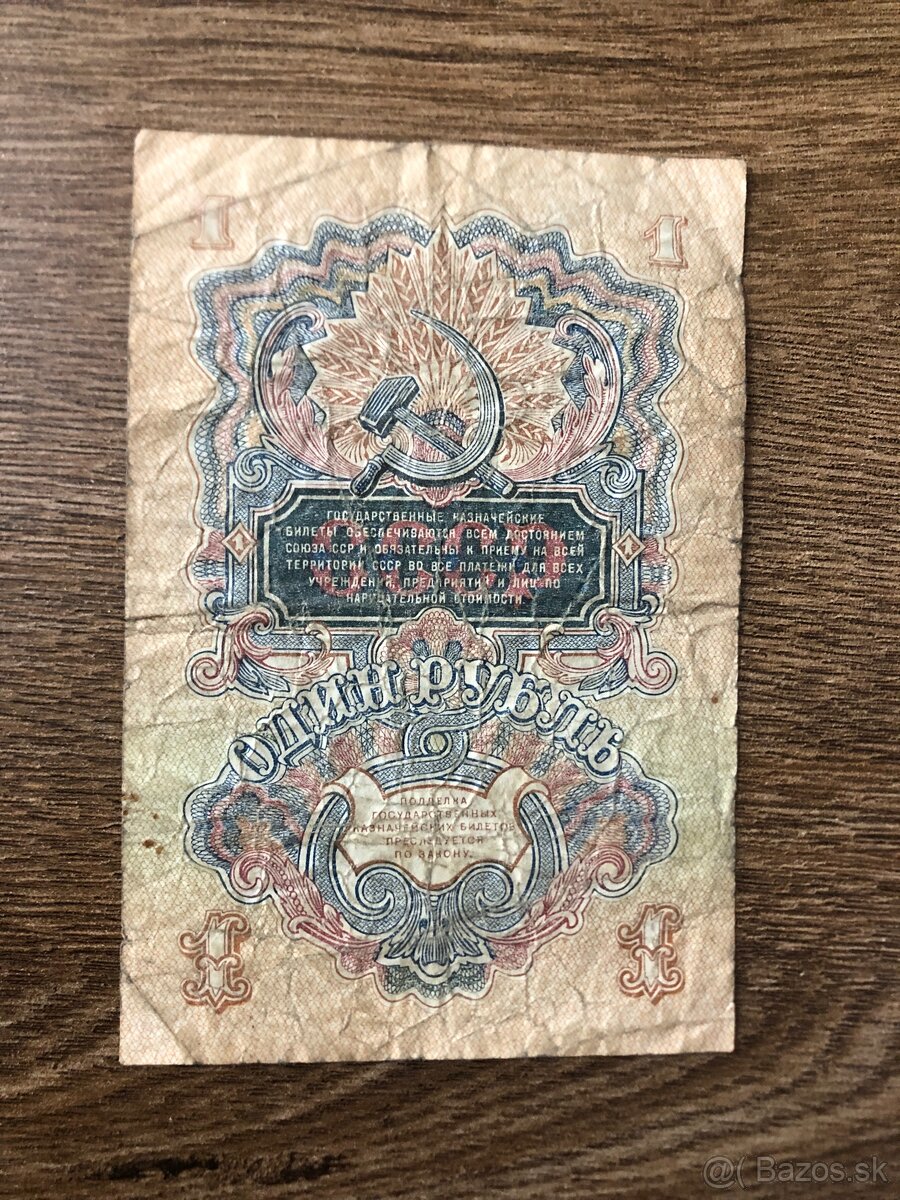 1 1
СССР
ГОСУДАРСТВЕННЫЕ КАЗНАЧЕЙСКИЕ
БИЛЕТЫ ОБЕСПЕЧИВАЮТСЯ ВСЕМ ДОСТОЯНИЕМ
СОЮЗА ССР И ОБЯЗАТЕЛЬНЫ К ПРИЕМУ НА ВСЕЙ
ТЕРРИТОРИИ СССР ВО ВСЕ ПЛАТЕЖИ ДЛЯ ВСЕХ
УЧРЕЖДЕНИЙ, ПРЕДПРИЯТИЙ И ЛИЦ ПО
НАРИЦАТЕЛЬНОЙ СТОИМОСТИ
ОДИН РУБЛЬ
ПОДДЕЛКА
ГОСУДАРСТВЕННЫХ
КАЗНАЧЕЙСКИХ БИЛЕТОВ
ПРЕСЛЕДУЕТСЯ
ПО ЗАКОНУ.
1 1
@( Bazos.sk